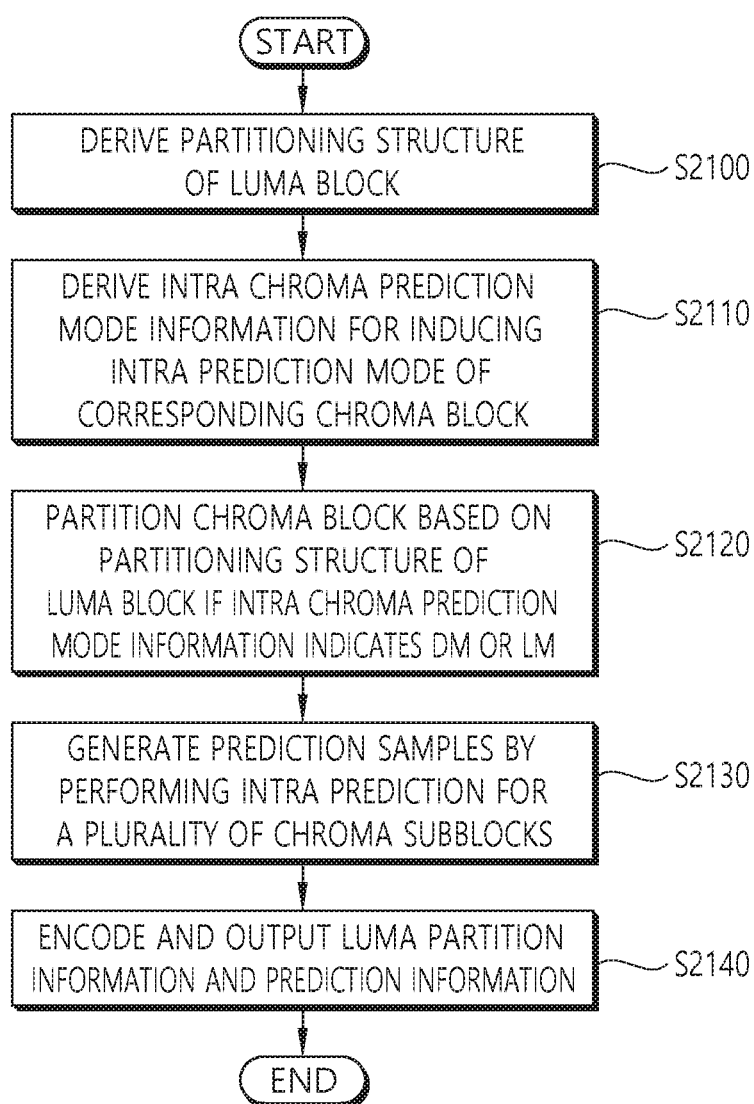 START
DERIVE PARTITIONING STRUCTURE
OF LUMA BLOCK
S2100
DERIVE INTRA CHROMA PREDICTION
MODE INFORMATION FOR INDUCING
INTRA PREDICTION MODE OF
CORRESPONDING CHROMA BLOCK
S2110
PARTITION CHROMA BLOCK BASED ON
PARTITIONING STRUCTURE OF
LUMA BLOCK IF INTRA CHROMA PREDICTION
MODE INFORMATION INDICATES DM OR LM
S2120
GENERATE PREDICTION SAMPLES BY
PERFORMING INTRA PREDICTION FOR
A PLURALITY OF CHROMA SUBBLOCKS
S2130
ENCODE AND OUTPUT LUMA PARTITION
INFORMATION AND PREDICTION INFORMATION
S2140
END